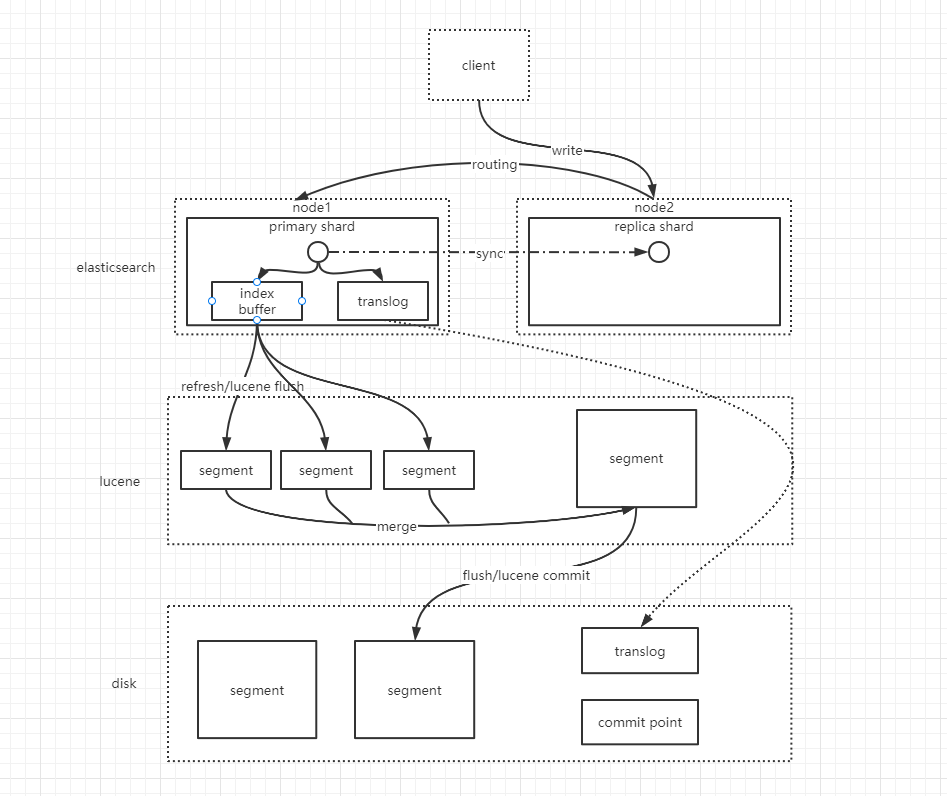 client
write
routing
node1
node2
primary shard
replica shard
sync
elasticsearch
index
buffer
translog
refresh/lucene flush
segment
segment
segment
segment
lucene
merge
flush/lucene commit
translog
disk
segment
segment
commit point